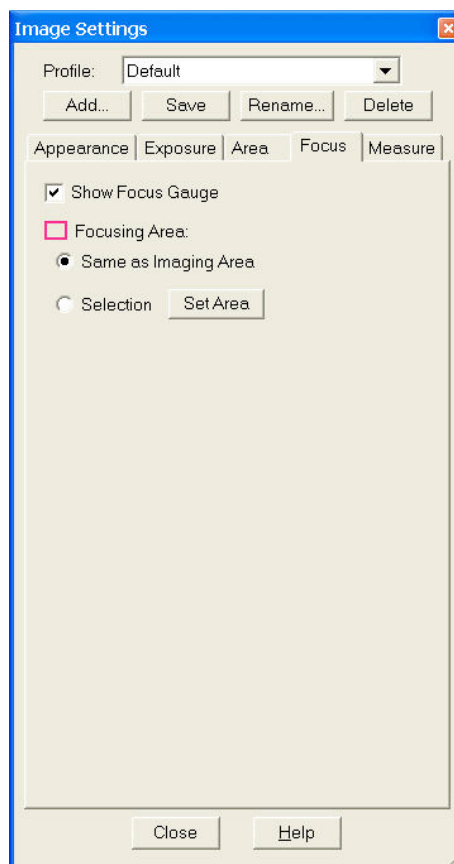 Image Settings
Profile: Default
Add... Save Rename... Delete
Appearance Exposure Area Focus Measure
Show Focus Gauge
Focusing Area:
Same as Imaging Area
Selection Set Area
Close Help